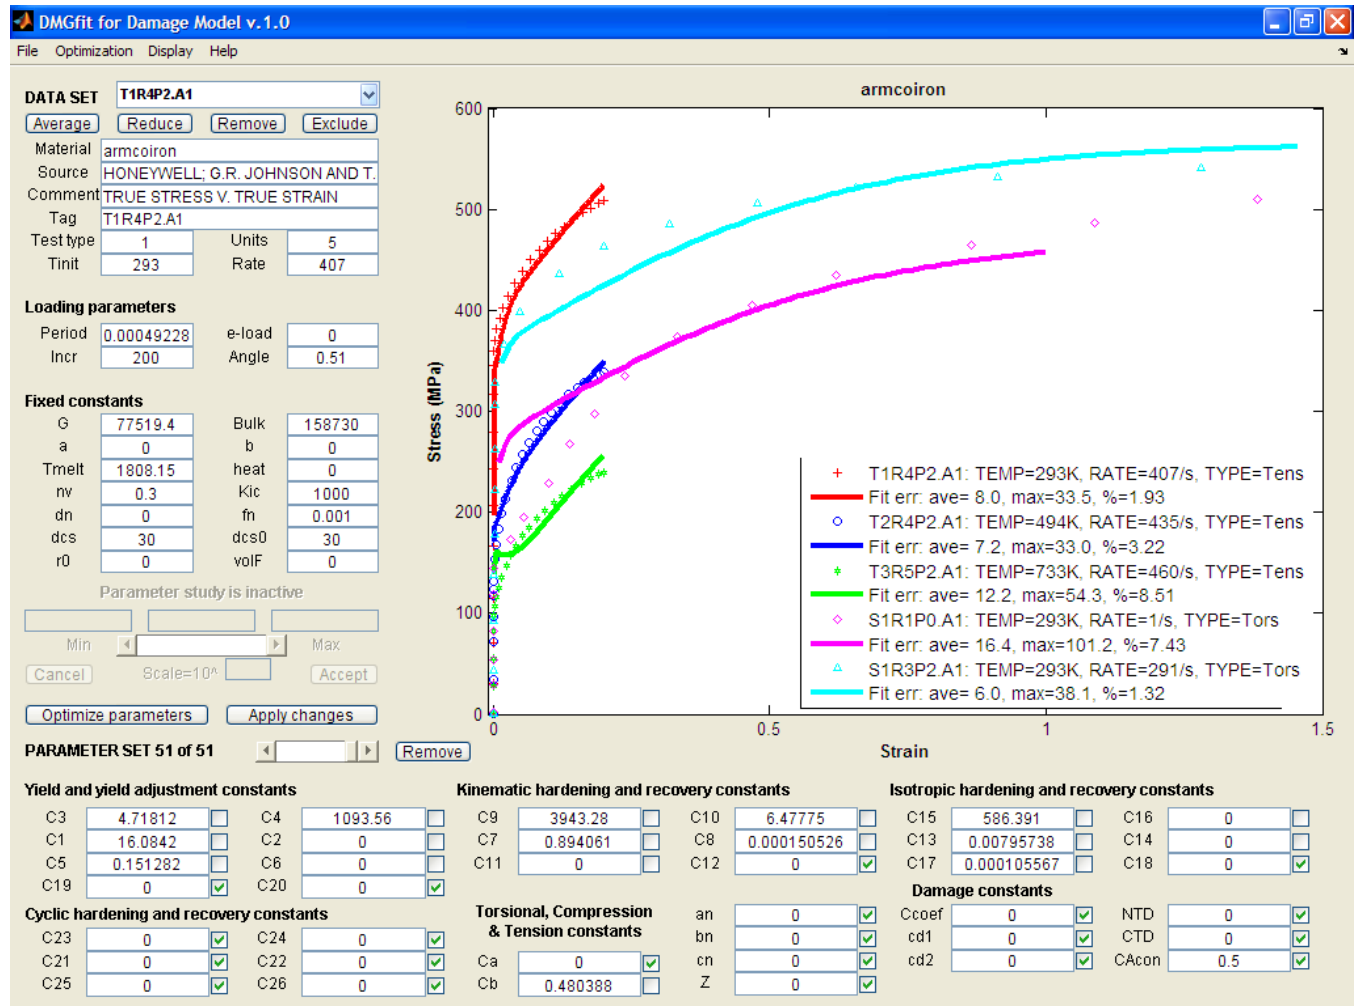 DMGfit for Damage Model v.1.0
File Optimization Display Help
DATA SET T1R4P2.A1
Average Reduce Remove Exclude
Material armcoiron
Source HONEYWELL; G.R. JOHNSON AND T.
Comment TRUE STRESS V. TRUE STRAIN
Tag T1R4P2.A1
Test type 1 Units 5
Tinit 293 Rate 407
Loading parameters
Period 0.00049228 e-load 0
Incr 200 Angle 0.51
Fixed constants
G 77519.4 Bulk 158730
a 0 b 0
Tmelt 1808.15 heat 0
nv 0.3 Kic 1000
dn 0 fn 0.001
dcs 30 dcs0 30
r0 0 volF 0
Parameter study is inactive
Min Max
Cancel Scale=10^ Accept
Optimize parameters Apply changes
PARAMETER SET 51 of 51 Remove
armcoiron
600
500
400
300
200
100
0
Stress (MPa)
0 0.5 1 1.5
Strain
T1R4P2.A1: TEMP=293K, RATE=407/s, TYPE=Tens
Fit err: ave= 8.0, max=33.5, %=1.93
T2R4P2.A1: TEMP=494K, RATE=435/s, TYPE=Tens
Fit err: ave= 7.2, max=33.0, %=3.22
T3R5P2.A1: TEMP=733K, RATE=460/s, TYPE=Tens
Fit err: ave= 12.2, max=54.3, %=8.51
S1R1P0.A1: TEMP=293K, RATE=1/s, TYPE=Tors
Fit err: ave= 16.4, max=101.2, %=7.43
S1R3P2.A1: TEMP=293K, RATE=291/s, TYPE=Tors
Fit err: ave= 6.0, max=38.1, %=1.32
Yield and yield adjustment constants
C3 4.71812 C4 1093.56
C1 16.0842 C2 0
C5 0.151282 C6 0
C19 0 C20 0
Cyclic hardening and recovery constants
C23 0 C24 0
C21 0 C22 0
C25 0 C26 0
Kinematic hardening and recovery constants
C9 3943.28 C10 6.47775
C7 0.894061 C8 0.000150526
C11 0 C12 0
Torsional, Compression
& Tension constants
Ca 0
Cb 0.480388
an 0
bn 0
cn 0
Z 0
Isotropic hardening and recovery constants
C15 586.391 C16 0
C13 0.00795738 C14 0
C17 0.000105567 C18 0
Damage constants
Ccoef 0 NTD 0
cd1 0 CTD 0
cd2 0 CAcon 0.5